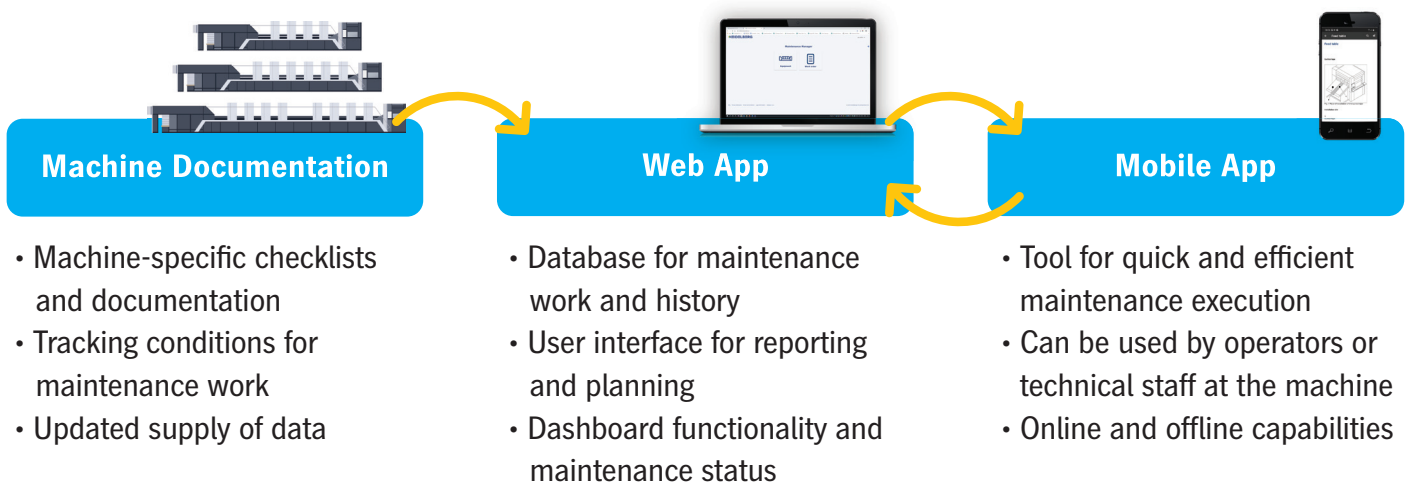 HEIDELBERG
Maintenance Manager
Machine Documentation
Web App
Mobile App
• Machine-specific checklists
and documentation
• Tracking conditions for
maintenance work
• Updated supply of data
• Database for maintenance
work and history
• User interface for reporting
and planning
• Dashboard functionality and
maintenance status
• Tool for quick and efficient
maintenance execution
• Can be used by operators or
technical staff at the machine
• Online and offline capabilities